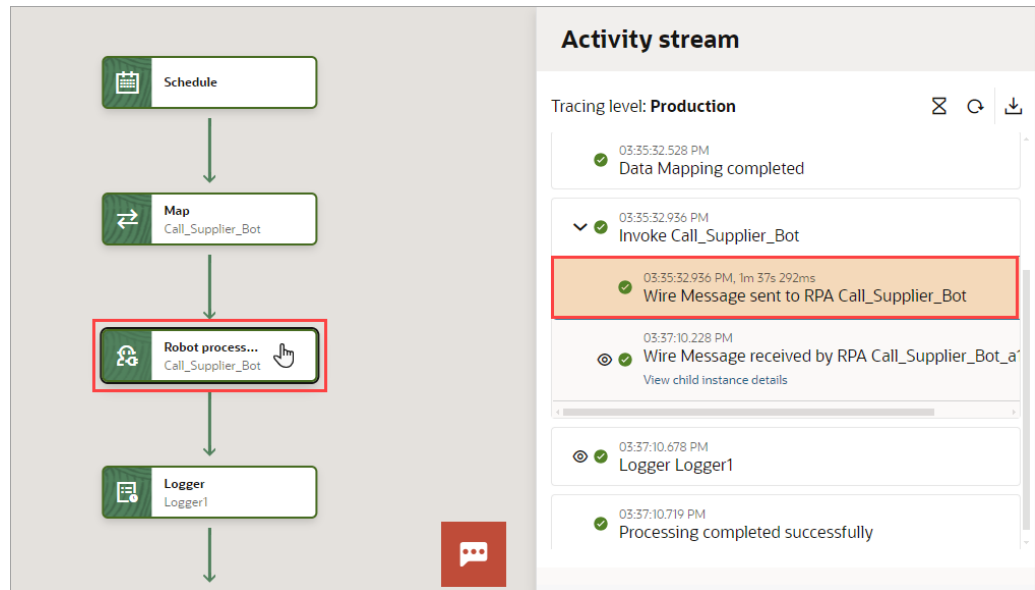 Schedule
Map
Call_Supplier_Bot
Robot process...
Call_Supplier_Bot
Logger
Logger1
Activity stream
Tracing level: Production
03:35:32.528 PM
Data Mapping completed
03:35:32.936 PM
Invoke Call_Supplier_Bot
03:35:32.936 PM, 1m 37s 292ms
Wire Message sent to RPA Call_Supplier_Bot
03:37:10.228 PM
Wire Message received by RPA Call_Supplier_Bot_a1
View child instance details
03:37:10.678 PM
Logger Logger1
03:37:10.719 PM
Processing completed successfully